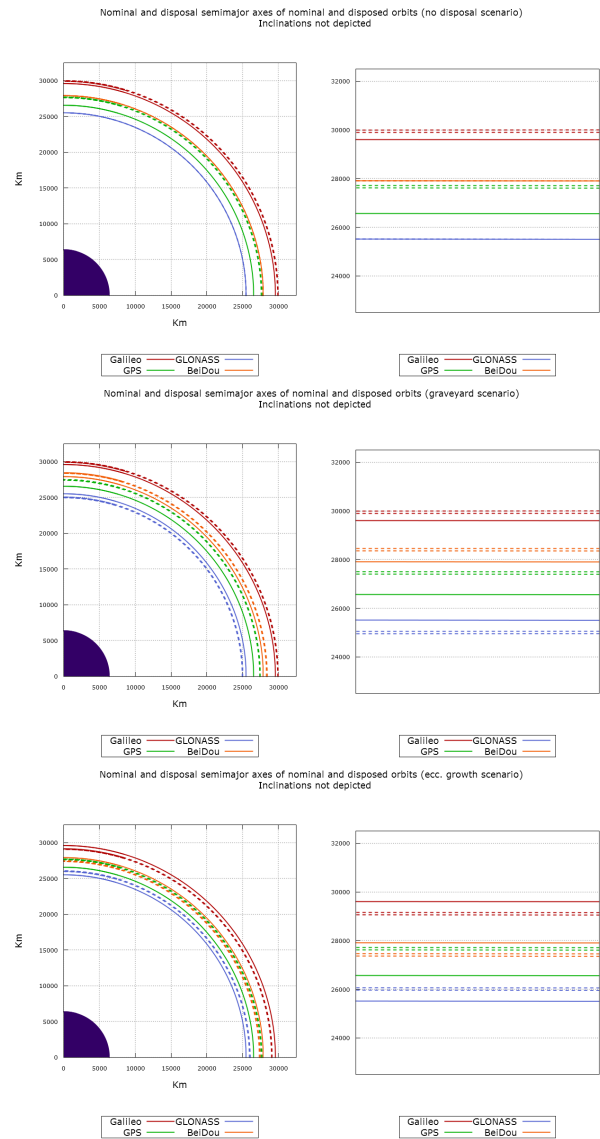 Nominal and disposal semimajor axes of nominal and disposed orbits (no disposal scenario)
Inclinations not depicted
30000
25000
20000
15000
10000
5000
0
Km
0 5000 10000 15000 20000 25000 30000
Km
32000
30000
28000
26000
24000
Galileo GLONASS
GPS BeiDou
Galileo GLONASS
GPS BeiDou
Nominal and disposal semimajor axes of nominal and disposed orbits (graveyard scenario)
Inclinations not depicted
30000
25000
20000
15000
10000
5000
0
Km
0 5000 10000 15000 20000 25000 30000
Km
32000
30000
28000
26000
24000
Galileo GLONASS
GPS BeiDou
Galileo GLONASS
GPS BeiDou
Nominal and disposal semimajor axes of nominal and disposed orbits (ecc. growth scenario)
Inclinations not depicted
30000
25000
20000
15000
10000
5000
0
Km
0 5000 10000 15000 20000 25000 30000
Km
32000
30000
28000
26000
24000
Galileo GLONASS
GPS BeiDou
Galileo GLONASS
GPS BeiDou